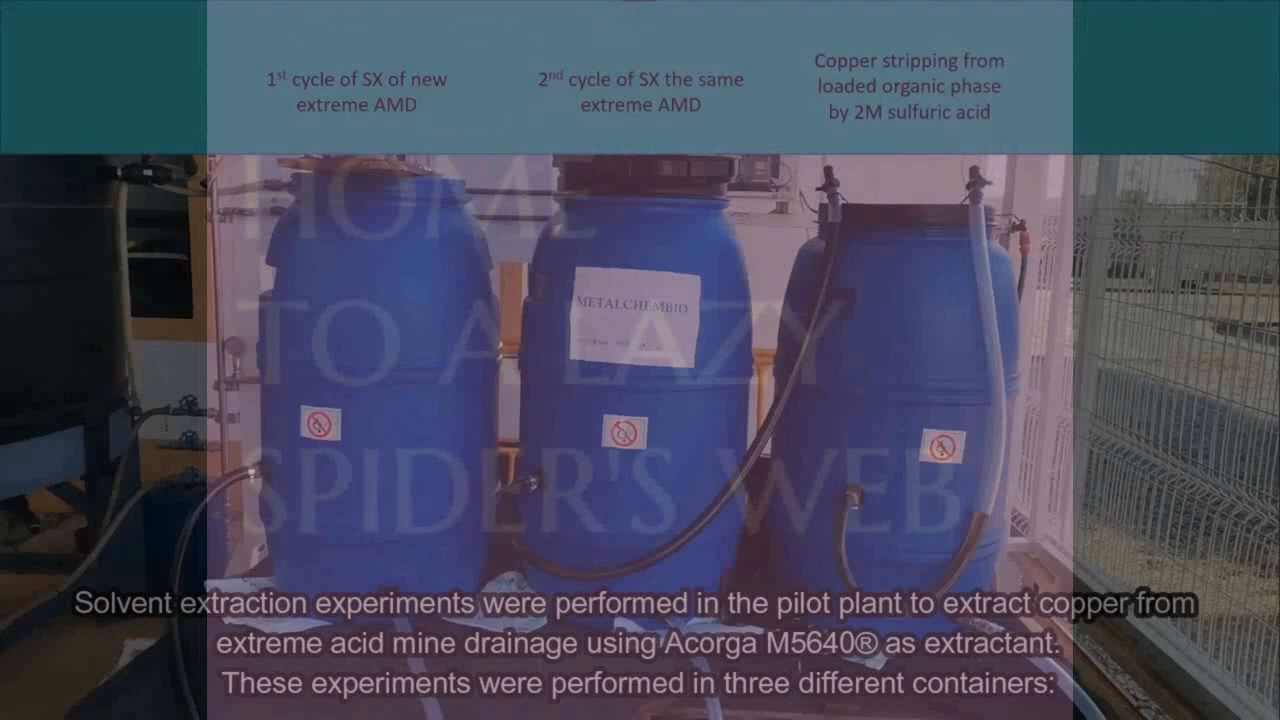 1st cycle of SX of new
extreme AMD
2nd cycle of SX the same
extreme AMD
Copper stripping from
loaded organic phase
by 2M sulfuric acid
HOME
TO A LAZY
SPIDER'S WEB
METALCHEMBIO
Solvent extraction experiments were performed in the pilot plant to extract copper from
extreme acid mine drainage using Acorga M5640® as extractant.
These experiments were performed in three different containers: